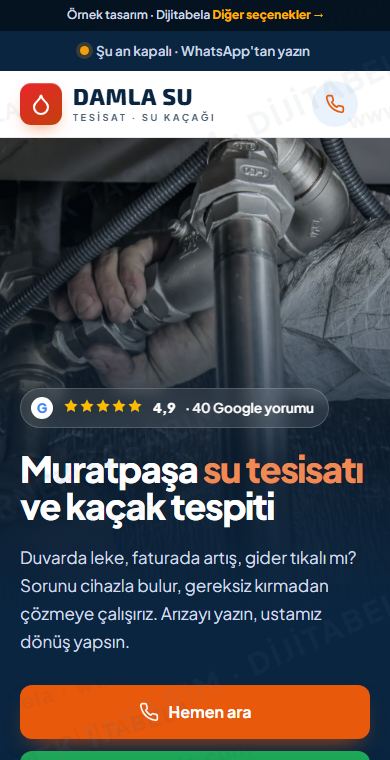 Örnek tasarım · Dijitabela Diğer seçenekler →
Şu an kapalı · WhatsApp'tan yazın
DAMLA SU
TESİSAT · SU KAÇAĞI
G ★★★★★ 4,9 · 40 Google yorumu
Muratpaşa su tesisatı
ve kaçak tespiti
Duvarda leke, faturada artış, gider tıkalı mı?
Sorunu cihazla bulur, gereksiz kırmadan
çözmeye çalışırız. Arızayı yazın, ustamız
dönüş yapsın.
Hemen ara